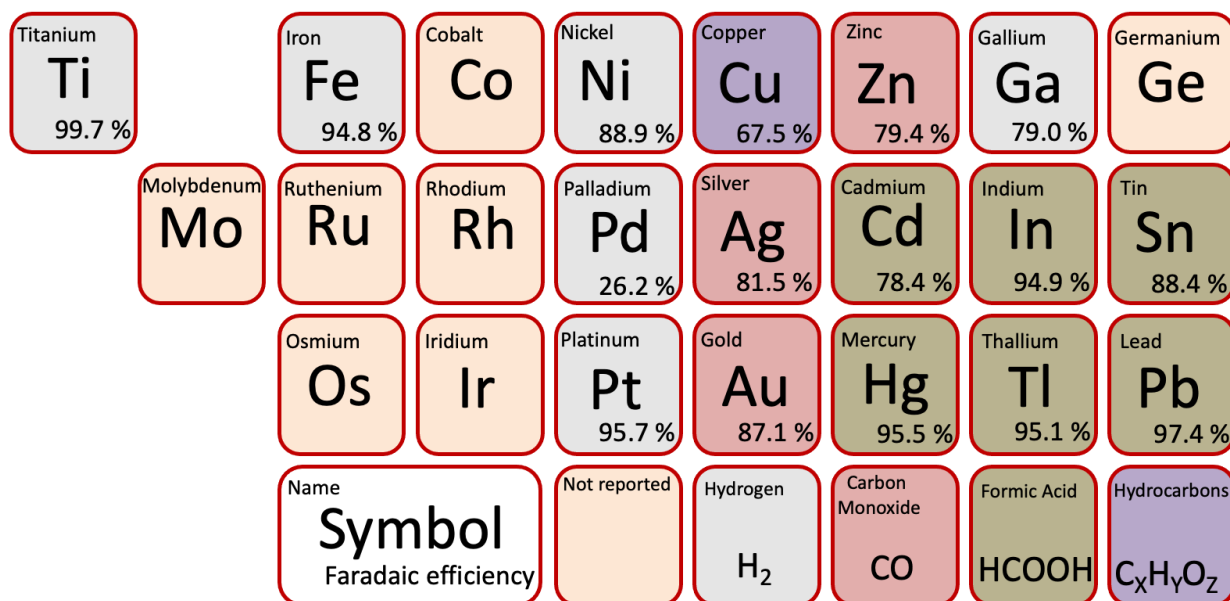 Titanium
Ti
99.7 %
Iron
Fe
94.8 %
Cobalt
Co
Nickel
Ni
88.9 %
Copper
Cu
67.5 %
Zinc
Zn
79.4 %
Gallium
Ga
79.0 %
Germanium
Ge
Molybdenum
Mo
Ruthenium
Ru
Rhodium
Rh
Palladium
Pd
26.2 %
Silver
Ag
81.5 %
Cadmium
Cd
78.4 %
Indium
In
94.9 %
Tin
Sn
88.4 %
Osmium
Os
Iridium
Ir
Platinum
Pt
95.7 %
Gold
Au
87.1 %
Mercury
Hg
95.5 %
Thallium
Tl
95.1 %
Lead
Pb
97.4 %
Name
Symbol
Faradaic efficiency
Not reported
Hydrogen
H₂
Carbon
Monoxide
CO
Formic Acid
HCOOH
Hydrocarbons
CₓHᵧO_Z